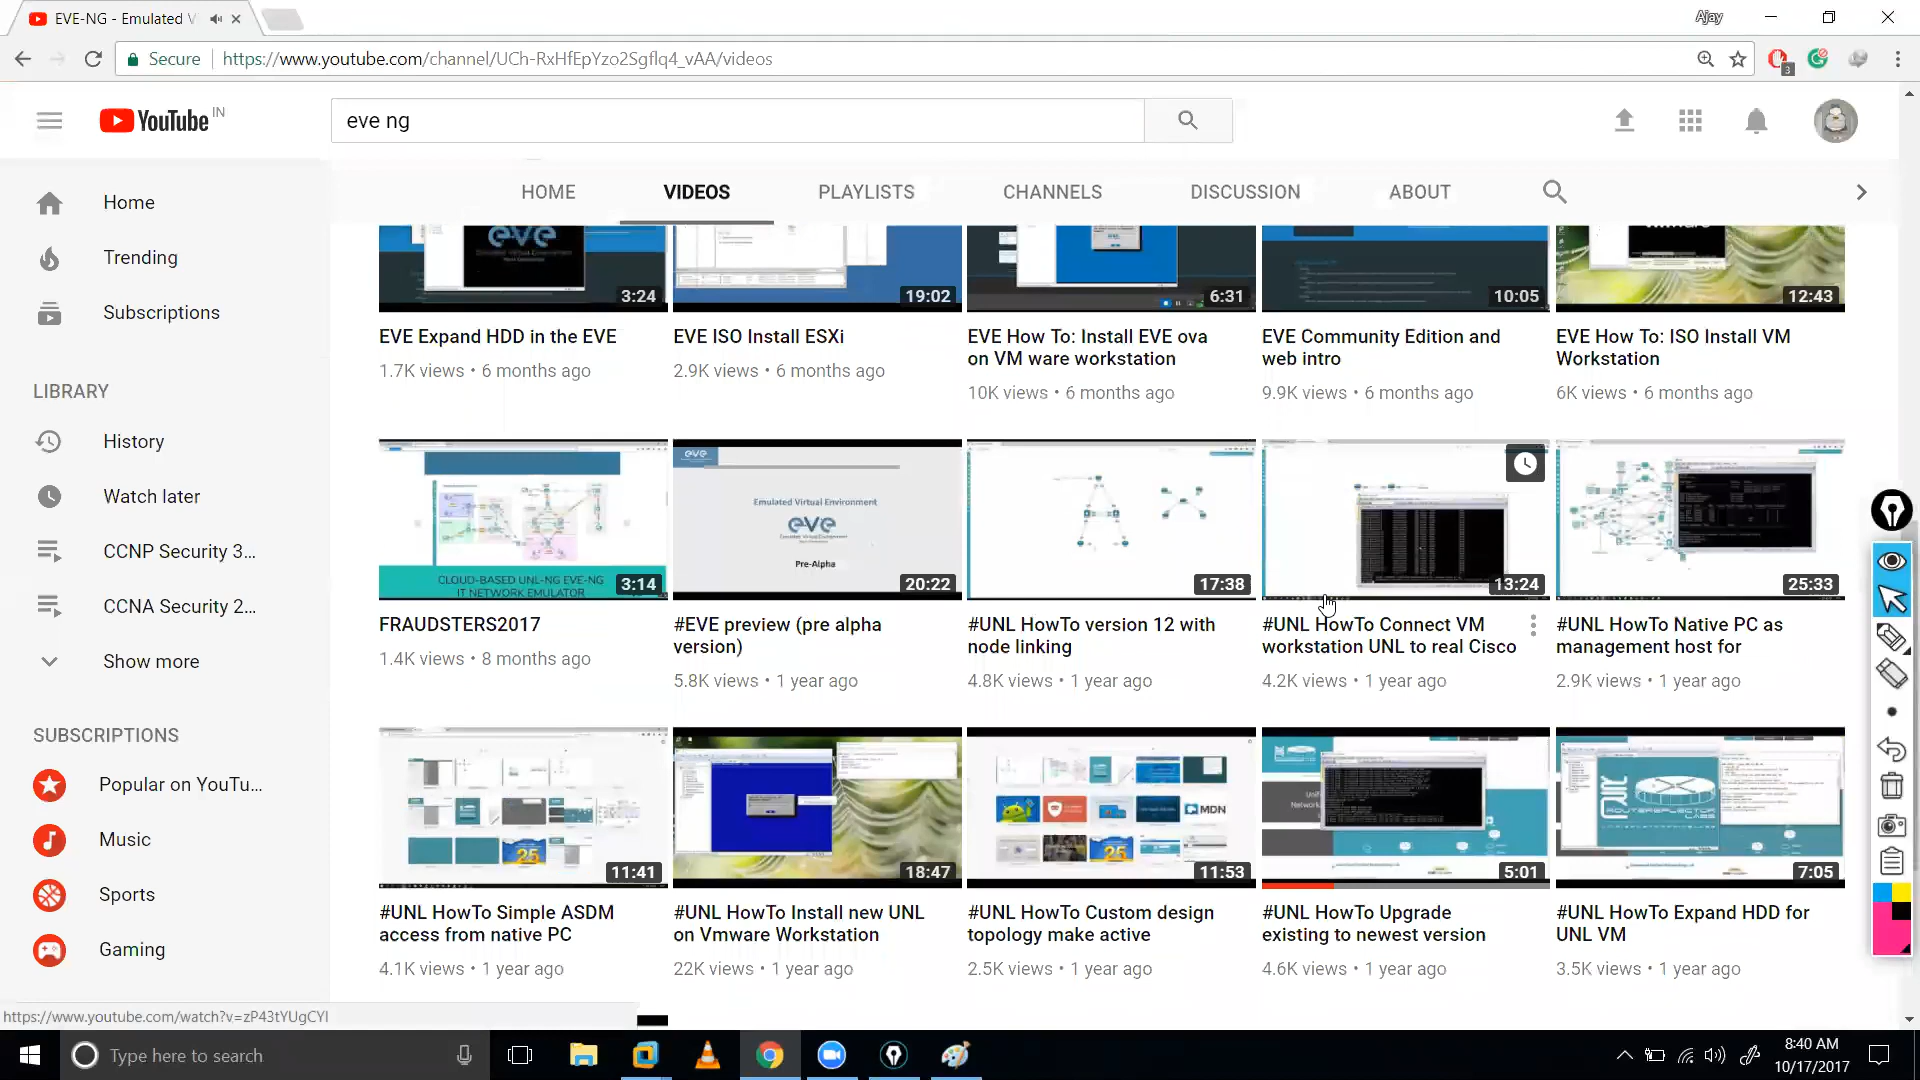 EVE-NG - Emulated V
Ajay
Secure https://www.youtube.com/channel/UCh-RxHfEpYzo2Sgflq4_vAA/videos
3
YouTube IN
eve ng
HOME VIDEOS PLAYLISTS CHANNELS DISCUSSION ABOUT
Home
Trending
Subscriptions
LIBRARY
History
Watch later
CCNP Security 3...
CCNA Security 2...
Show more
SUBSCRIPTIONS
Popular on YouTu...
Music
Sports
Gaming
eve
3:24
19:02
6:31
10:05
12:43
EVE Expand HDD in the EVE
1.7K views • 6 months ago
EVE ISO Install ESXi
2.9K views • 6 months ago
EVE How To: Install EVE ova
on VM ware workstation
10K views • 6 months ago
EVE Community Edition and
web intro
9.9K views • 6 months ago
EVE How To: ISO Install VM
Workstation
6K views • 6 months ago
CLOUD-BASED UNL-NG EVE-NG
IT NETWORK EMULATOR
3:14
eve
Emulated Virtual Environment
eve
Pre-Alpha
20:22
17:38
13:24
25:33
FRAUDSTERS2017
1.4K views • 8 months ago
#EVE preview (pre alpha
version)
5.8K views • 1 year ago
#UNL HowTo version 12 with
node linking
4.8K views • 1 year ago
#UNL HowTo Connect VM
workstation UNL to real Cisco
4.2K views • 1 year ago
#UNL HowTo Native PC as
management host for
2.9K views • 1 year ago
25
11:41
18:47
MDN
25
11:53
5:01
7:05
#UNL HowTo Simple ASDM
access from native PC
4.1K views • 1 year ago
#UNL HowTo Install new UNL
on Vmware Workstation
22K views • 1 year ago
#UNL HowTo Custom design
topology make active
2.5K views • 1 year ago
#UNL HowTo Upgrade
existing to newest version
4.6K views • 1 year ago
#UNL HowTo Expand HDD for
UNL VM
3.5K views • 1 year ago
https://www.youtube.com/watch?v=zP43tYUgCYI
Type here to search
8:40 AM
10/17/2017